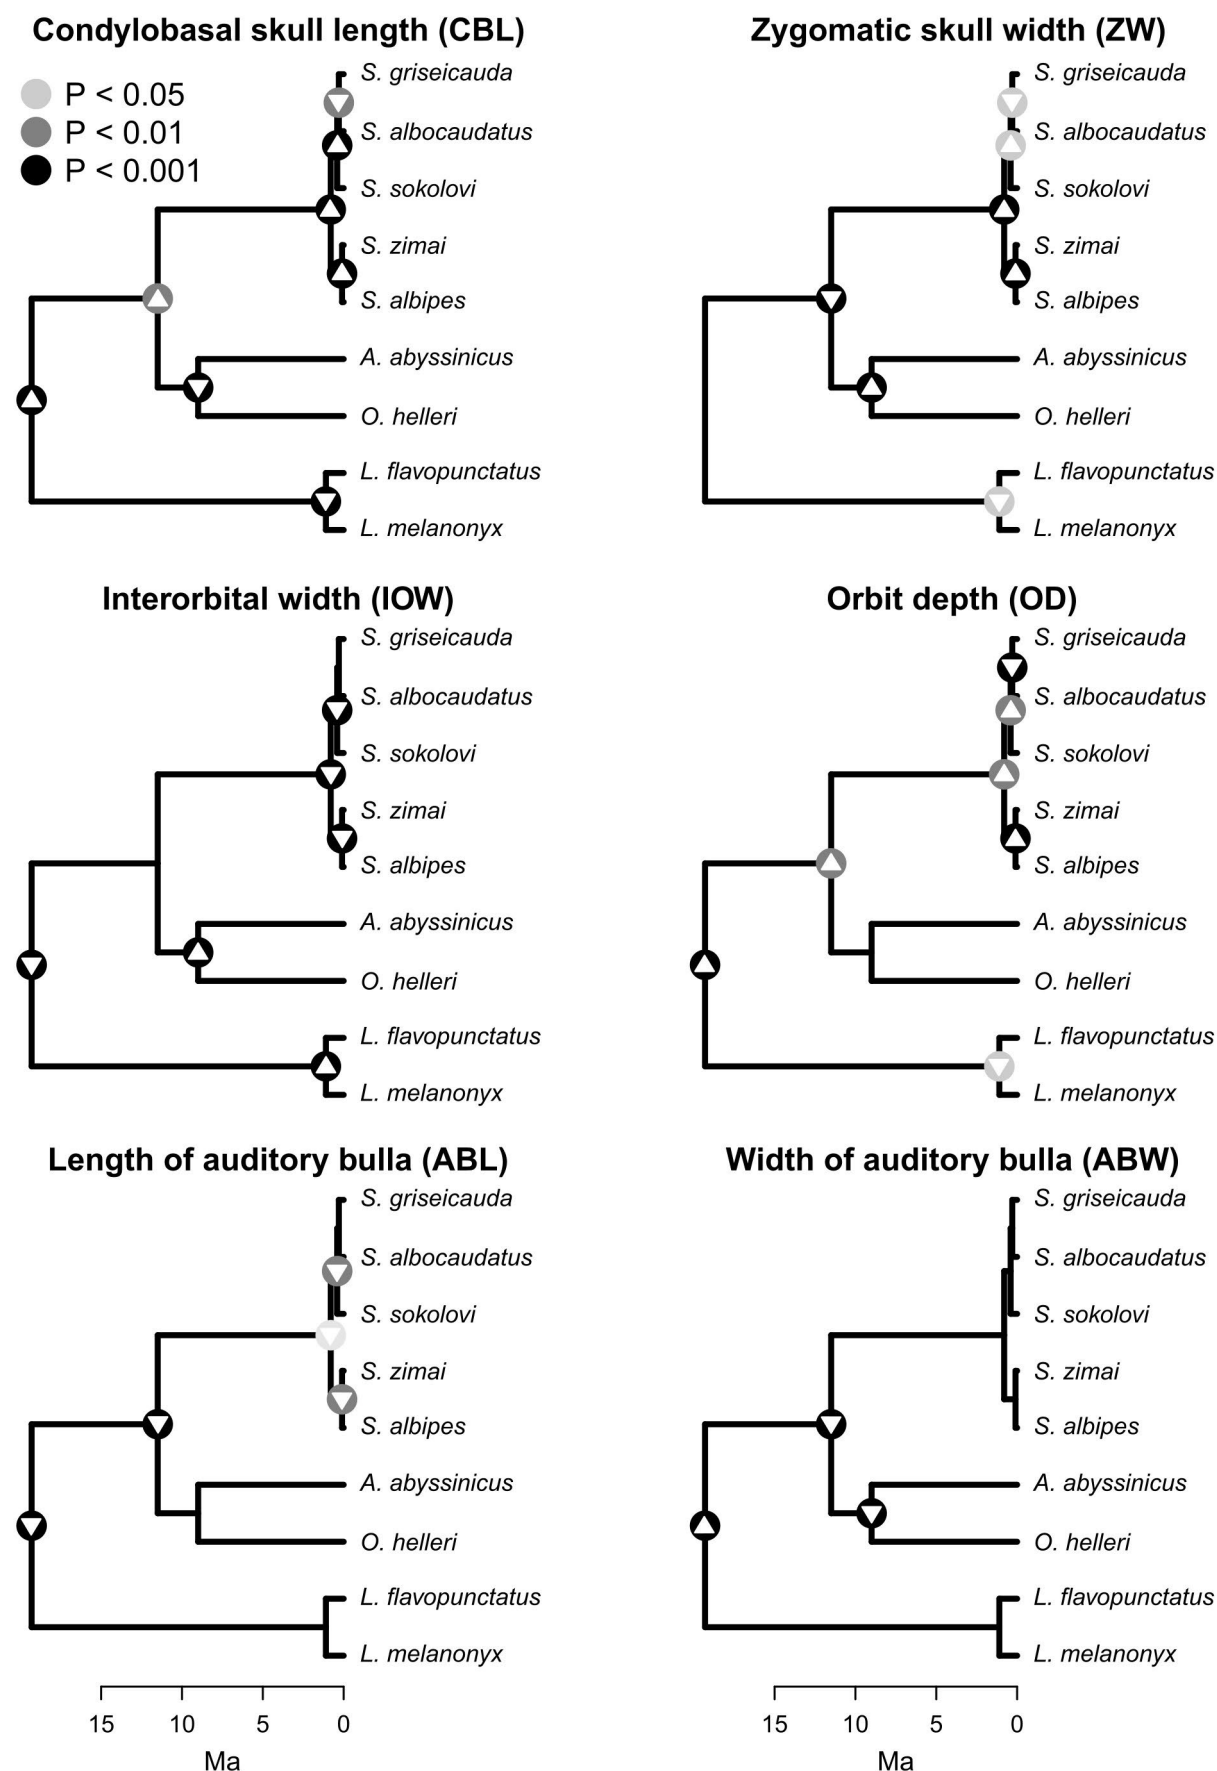 Condylobasal skull length (CBL)
P < 0.05
P < 0.01
P < 0.001
S. griseicauda
S. albocaudatus
S. sokolovi
S. zimai
S. albipes
A. abyssinicus
O. helleri
L. flavopunctatus
L. melanonyx
Zygomatic skull width (ZW)
S. griseicauda
S. albocaudatus
S. sokolovi
S. zimai
S. albipes
A. abyssinicus
O. helleri
L. flavopunctatus
L. melanonyx
Interorbital width (IOW)
S. griseicauda
S. albocaudatus
S. sokolovi
S. zimai
S. albipes
A. abyssinicus
O. helleri
L. flavopunctatus
L. melanonyx
Orbit depth (OD)
S. griseicauda
S. albocaudatus
S. sokolovi
S. zimai
S. albipes
A. abyssinicus
O. helleri
L. flavopunctatus
L. melanonyx
Length of auditory bulla (ABL)
S. griseicauda
S. albocaudatus
S. sokolovi
S. zimai
S. albipes
A. abyssinicus
O. helleri
L. flavopunctatus
L. melanonyx
15 10 5 0
Ma
Width of auditory bulla (ABW)
S. griseicauda
S. albocaudatus
S. sokolovi
S. zimai
S. albipes
A. abyssinicus
O. helleri
L. flavopunctatus
L. melanonyx
15 10 5 0
Ma